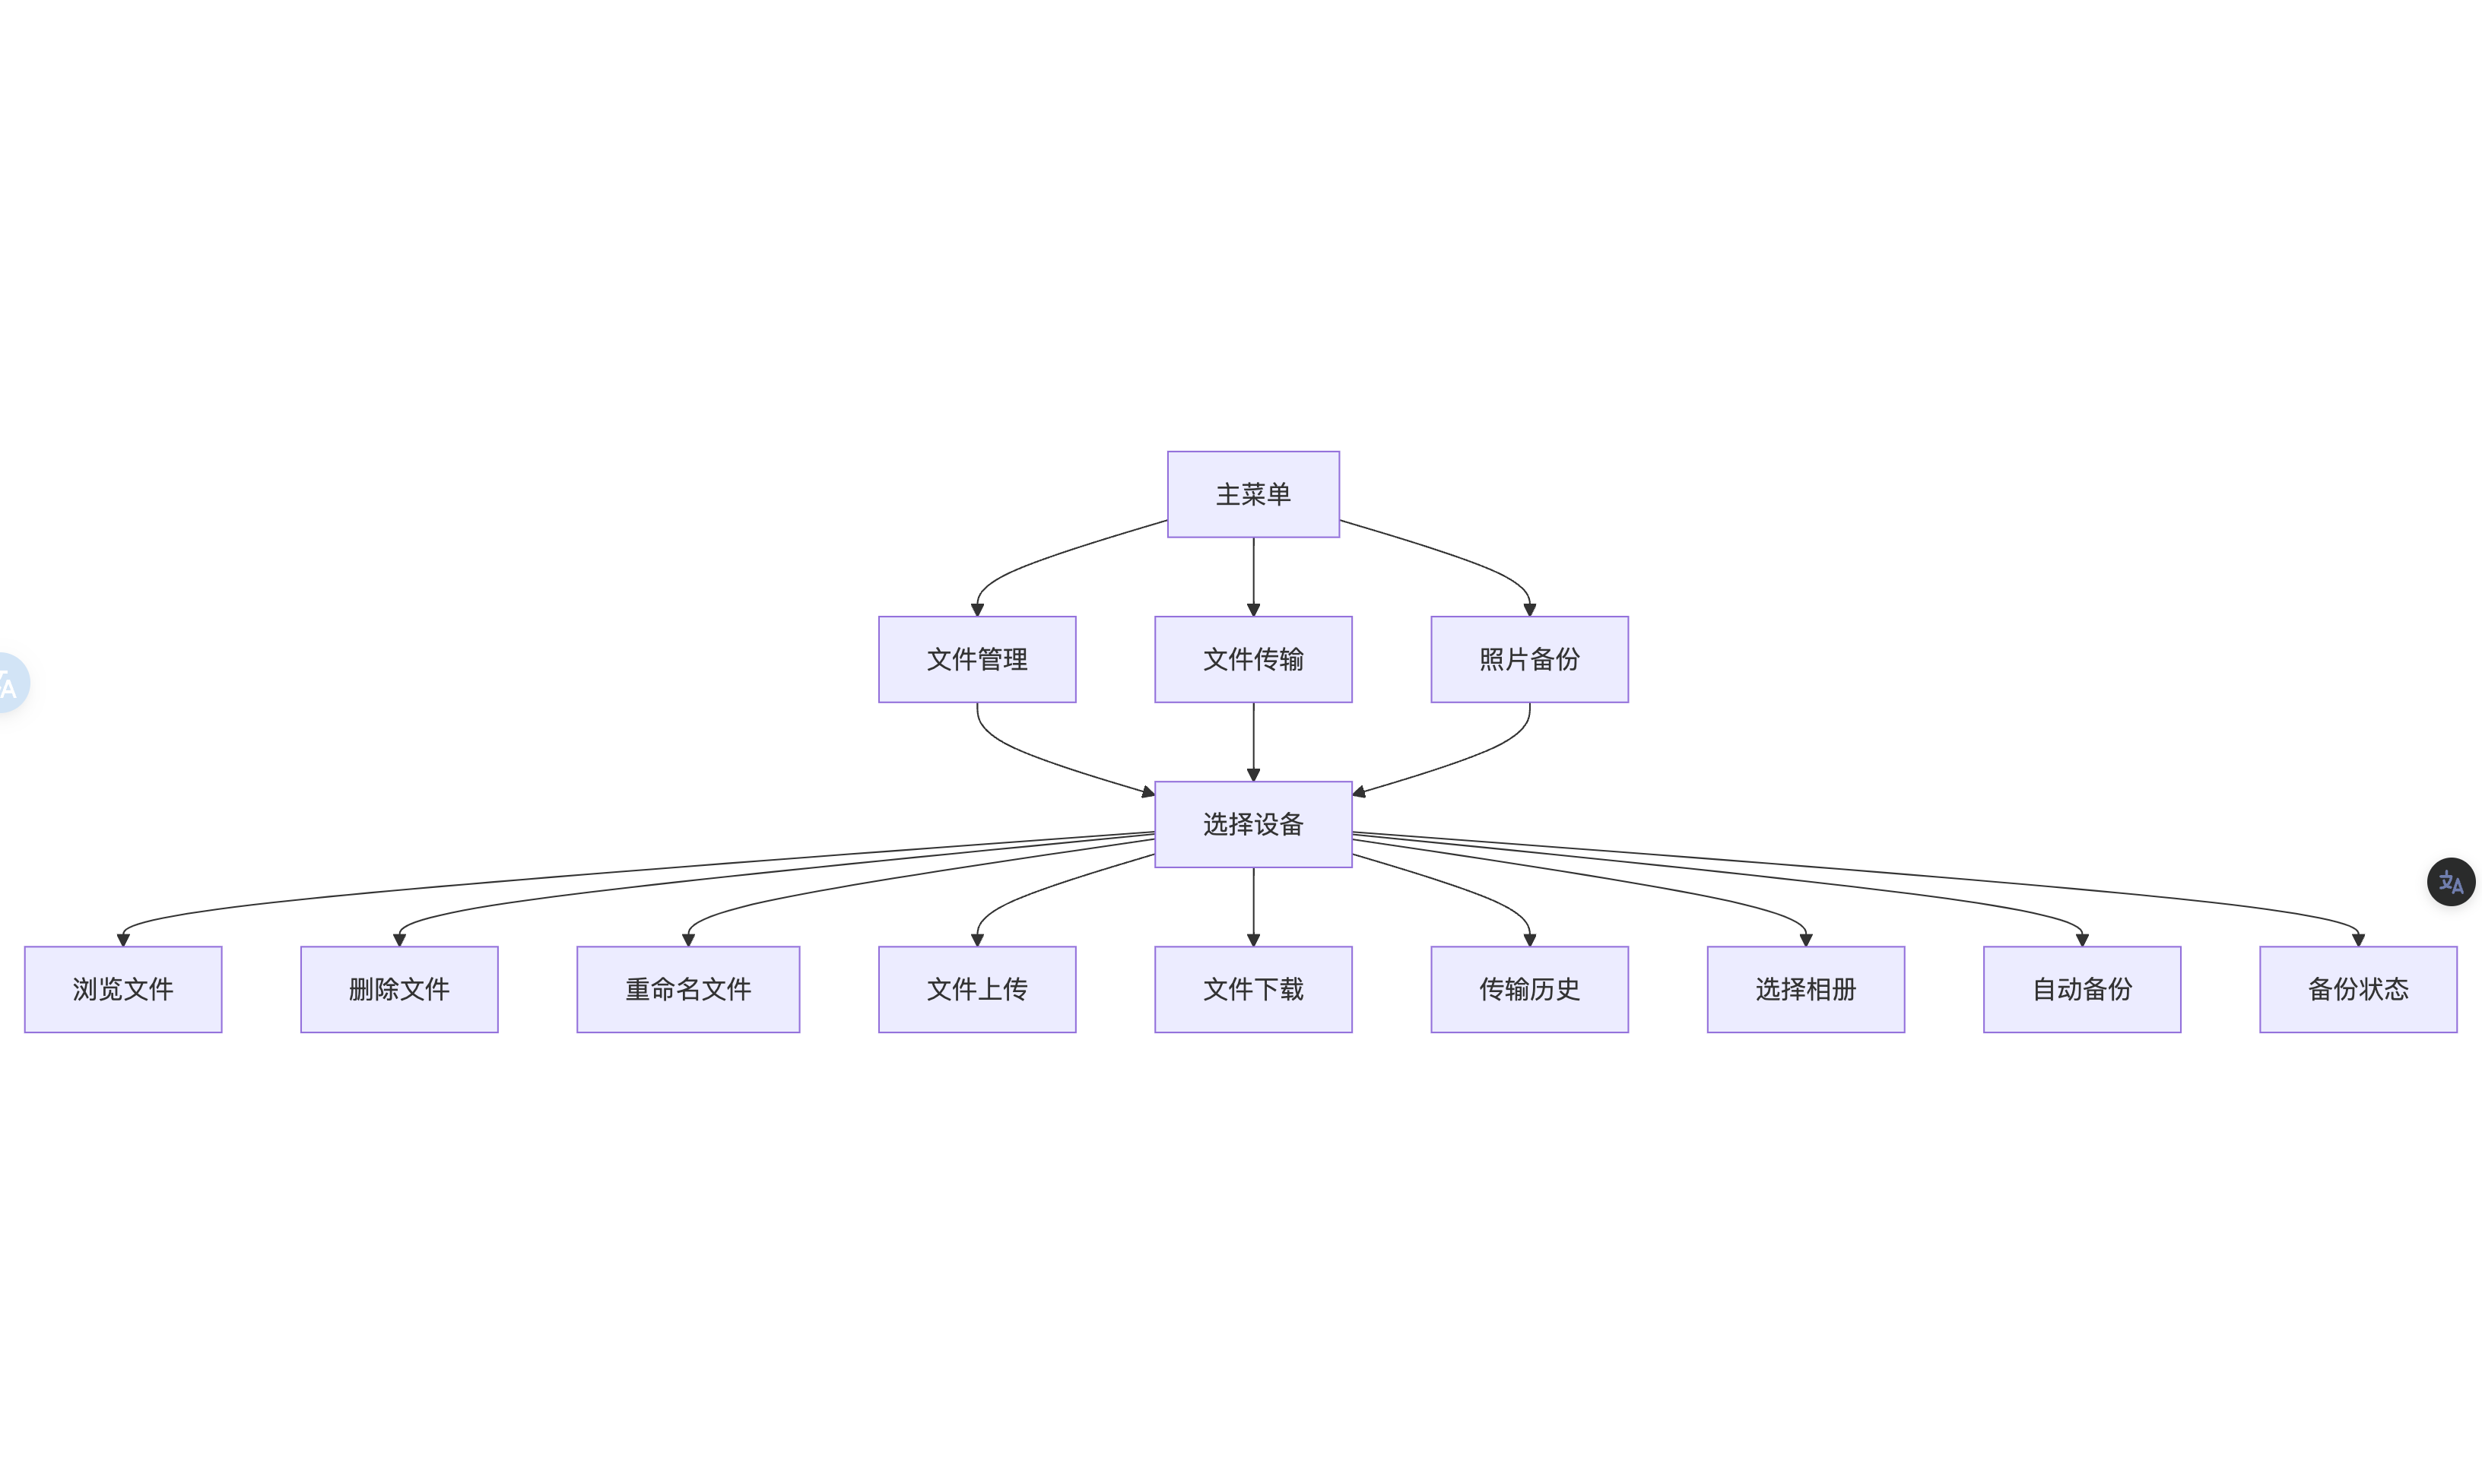 主菜单
文件管理
文件传输
照片备份
选择设备
浏览文件
删除文件
重命名文件
文件上传
文件下载
传输历史
选择相册
自动备份
备份状态